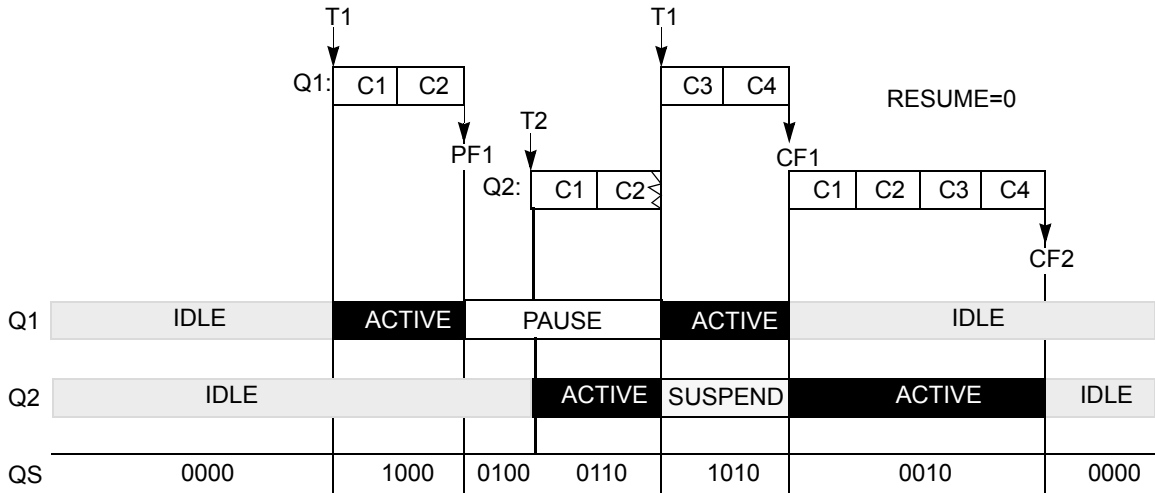 T1 T1
Q1: C1 C2 C3 C4 RESUME=0
T2
PF1 CF1
Q2: C1 C2 C1 C2 C3 C4
CF2
Q1 IDLE ACTIVE PAUSE ACTIVE IDLE
Q2 IDLE ACTIVE SUSPEND ACTIVE IDLE
QS 0000 1000 0100 0110 1010 0010 0000